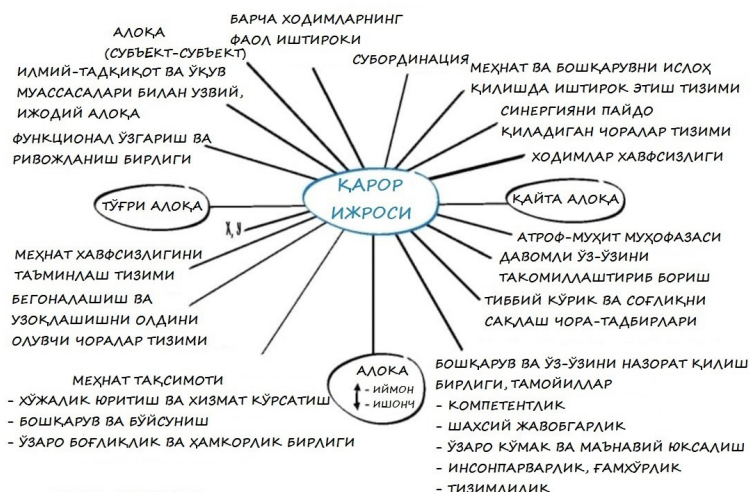 БАРЧА ХОДИМЛАРНИНГ
ФАОЛ ИШТИРОКИ
АЛОҚА
(СУБЪЕКТ-СУБЪЕКТ)
СУБОРДИНАЦИЯ
ИЛМИЙ-ТАДҚИҚОТ ВА ЎҚУВ
МУАССАСАЛАРИ БИЛАН УЗВИЙ,
ИЖОДИЙ АЛОҚА
МЕҲНАТ ВА БОШҚАРУВНИ ИСЛОҲ
ҚИЛИШДА ИШТИРОК ЭТИШ ТИЗИМИ
СИНЕРГИЯНИ ПАЙДО
ҚИЛАДИГАН ЧОРАЛАР ТИЗИМИ
ФУНКЦИОНАЛ ЎЗГАРИШ ВА
РИВОЖЛАНИШ БИРЛИГИ
ХОДИМЛАР ХАВФСИЗЛИГИ
ҚАРОР
ИЖРОСИ
ТЎҒРИ АЛОҚА
ҚАЙТА АЛОҚА
Х, У
АТРОФ-МУҲИТ МУҲОФАЗАСИ
МЕҲНАТ ХАВФСИЗЛИГИНИ
ТАЪМИНЛАШ ТИЗИМИ
ДАВОМЛИ ЎЗ-ЎЗИНИ
ТАКОМИЛЛАШТИРИБ БОРИШ
БЕГОНАЛАШИШ ВА
УЗОҚЛАШИШНИ ОЛДИНИ
ОЛУВЧИ ЧОРАЛАР ТИЗИМИ
ТИББИЙ КЎРИК ВА СОҒЛИҚНИ
САҚЛАШ ЧОРА-ТАДБИРЛАРИ
МЕҲНАТ ТАҚСИМОТИ
- ХЎЖАЛИК ЮРИТИШ ВА ХИЗМАТ КЎРСАТИШ
- БОШҚАРУВ ВА БЎЙСУНИШ
- ЎЗАРО БОҒЛИҚЛИК ВА ҲАМКОРЛИК БИРЛИГИ
АЛОКА
- ИЙМОН
- ИШОНЧ
БОШҚАРУВ ВА ЎЗ-ЎЗИНИ НАЗОРАТ ҚИЛИШ
БИРЛИГИ, ТАМОЙИЛЛАР
- КОМПЕТЕНТЛИК
- ШАХСИЙ ЖАВОБГАРЛИК
- ЎЗАРО КЎМАК ВА МАЪНАВИЙ ЮКСАЛИШ
- ИНСОНПАРВАРЛИК, ҒАМХЎРЛИК
- ТИЗИМЛИЛИК